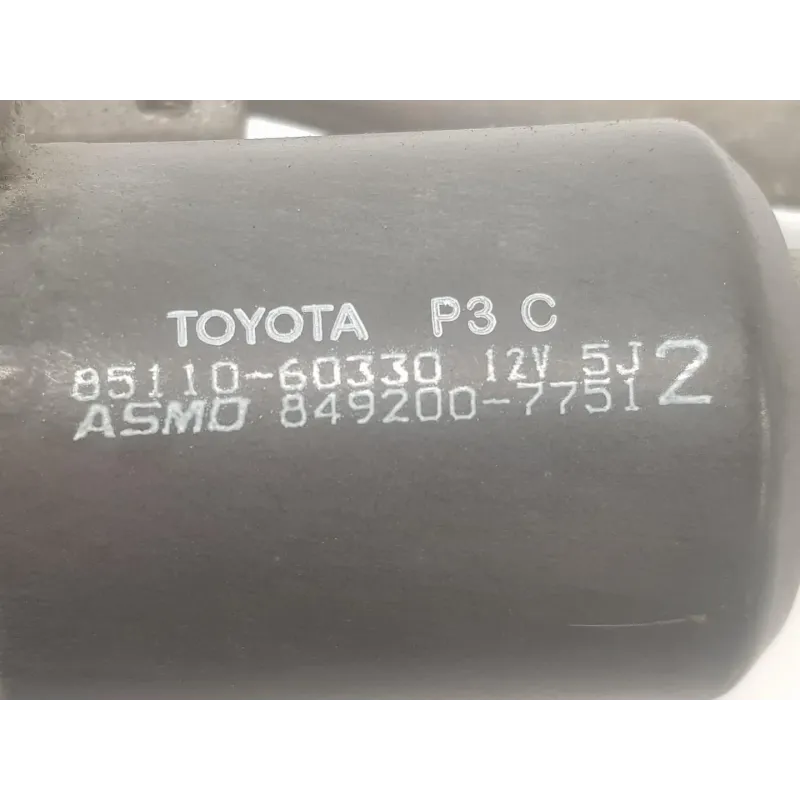 TOYOTA P3 C
85110-60330 12V 5J 2
ASMO 849200-7751